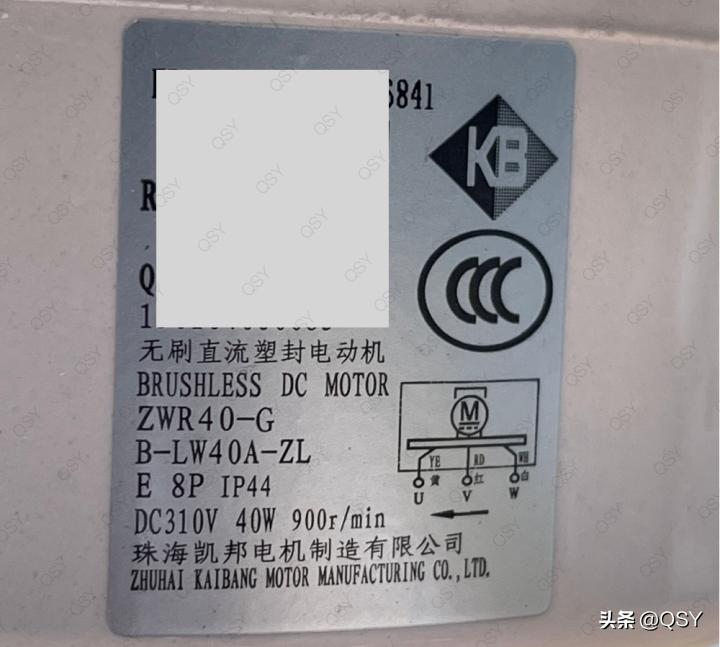 6841
KB
CCC
无刷直流塑封电动机
BRUSHLESS DC MOTOR
ZWR40-G
B-LW40A-ZL
E 8P IP44
DC310V 40W 900r/min
珠海凯邦电机制造有限公司
ZHUHAI KAIBANG MOTOR MANUFACTURING CO.,LTD.
M
YE RD WH
黄 红 白
U V W
头条 @QSY
QSY